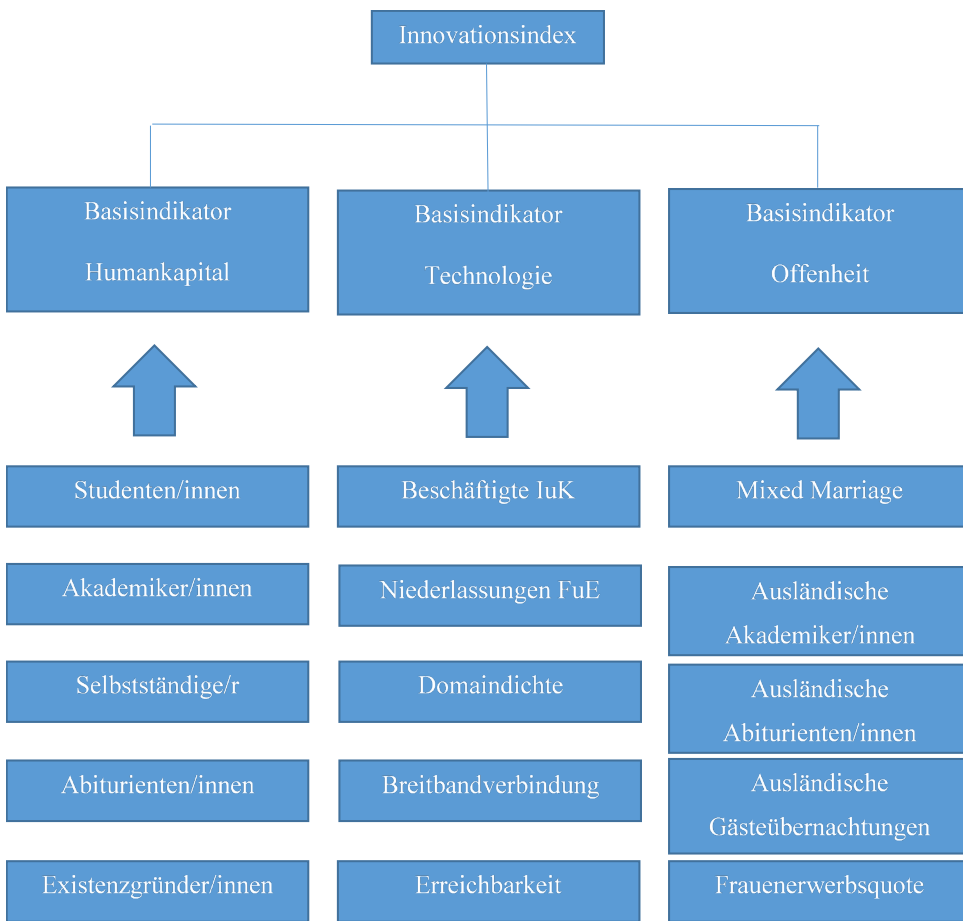 Innovationsindex
Basisindikator
Humankapital
Basisindikator
Technologie
Basisindikator
Offenheit
Studenten/innen
Beschäftigte IuK
Mixed Marriage
Akademiker/innen
Niederlassungen FuE
Ausländische
Akademiker/innen
Selbstständige/r
Domaindichte
Ausländische
Abiturienten/innen
Abiturienten/innen
Breitbandverbindung
Ausländische
Gästeübernachtungen
Existenzgründer/innen
Erreichbarkeit
Frauenerwerbsquote